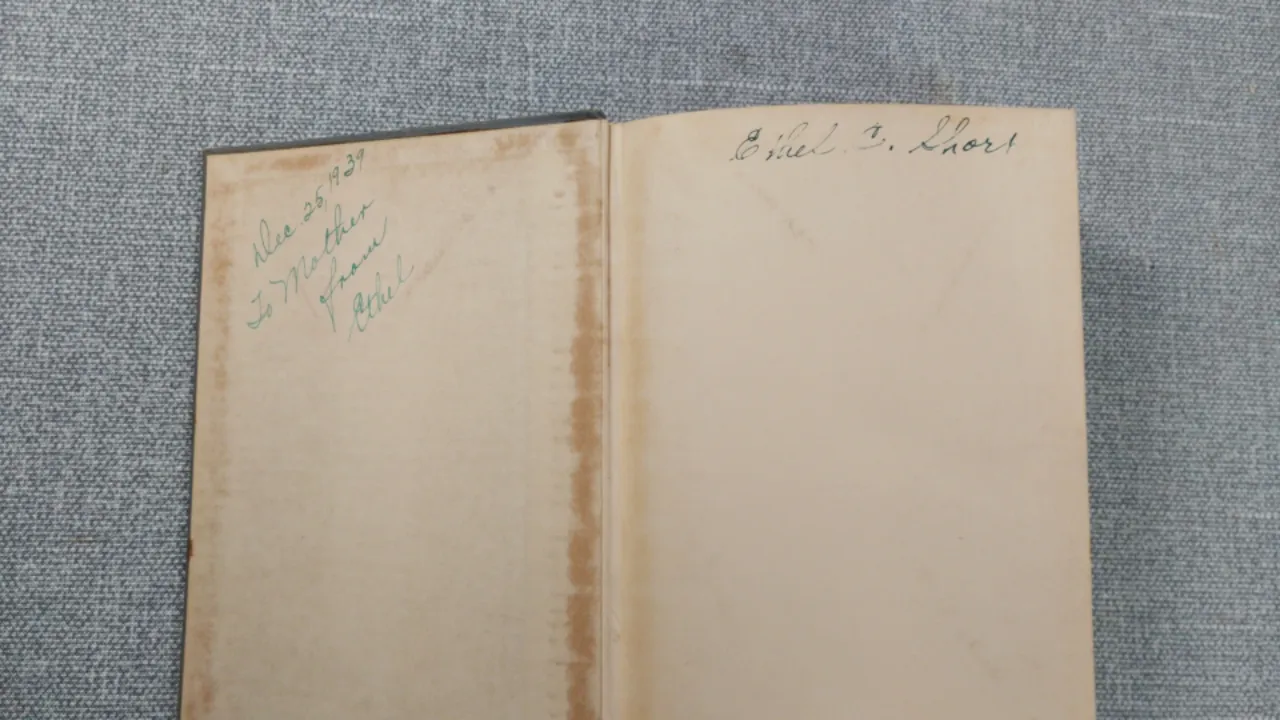 Dec. 25, 1939
To Mother
from
Ethel
Ethel E. Short